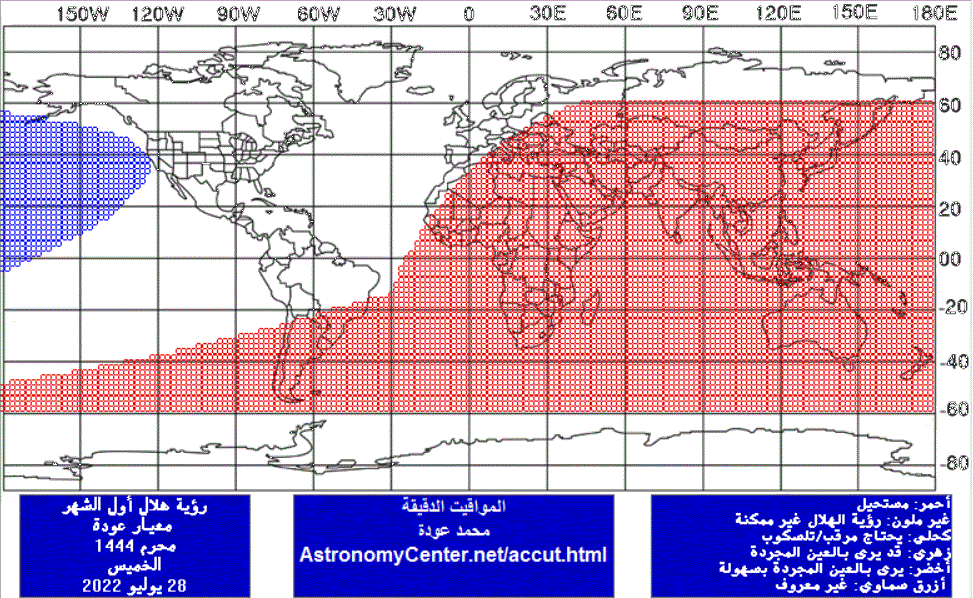 150W 120W 90W 60W 30W 0 30E 60E 90E 120E 150E 180E
80
60
40
20
00
-20
-40
-60
-80
رؤية هلال أول الشهر
معيار عودة
محرم 1444
الخميس
28 يوليو 2022
المواقيت الدقيقة
محمد عودة
AstronomyCenter.net/accut.html
أحمر: مستحيل
غير ملون: رؤية الهلال غير ممكنة
كحلي: يحتاج مرقب/تلسكوب
زهري: قد يرى بالعين المجردة
أخضر: يرى بالعين المجردة بسهولة
أزرق سماوي: غير معروف